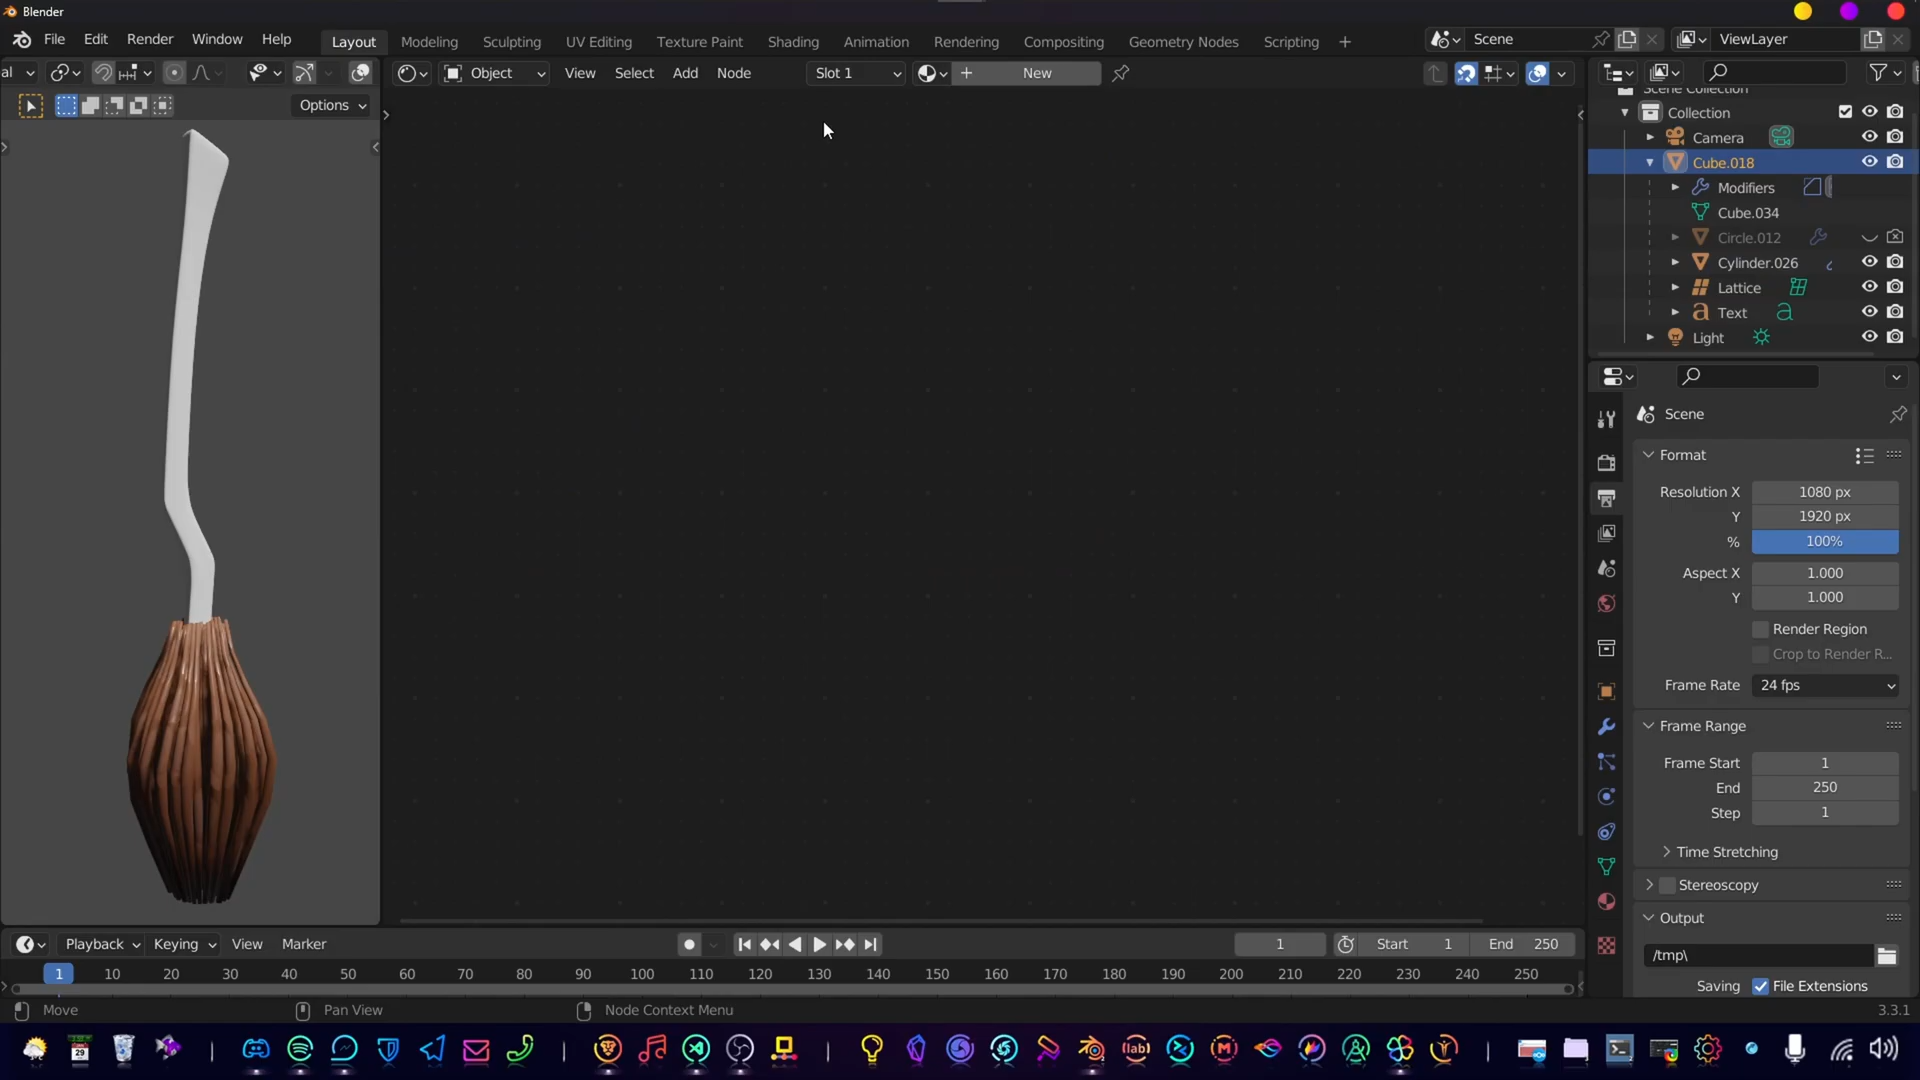 Blender
File Edit Render Window Help Layout Modeling Sculpting UV Editing Texture Paint Shading Animation Rendering Compositing Geometry Nodes Scripting + Scene ViewLayer
al Object View Select Add Node Slot 1 + New
Options
Scene Collection
Collection
Camera
Cube.018
Modifiers
Cube.034
Circle.012
Cylinder.026
Lattice
Text
Light
Scene
Format
Resolution X 1080 px
Y 1920 px
% 100%
Aspect X 1.000
Y 1.000
Render Region
Crop to Render R...
Frame Rate 24 fps
Frame Range
Frame Start 1
End 250
Step 1
Time Stretching
Stereoscopy
Output
/tmp\
Saving File Extensions
Playback Keying View Marker 1 Start 1 End 250
1 10 20 30 40 50 60 70 80 90 100 110 120 130 140 150 160 170 180 190 200 210 220 230 240 250
Move Pan View Node Context Menu 3.3.1
29
lab